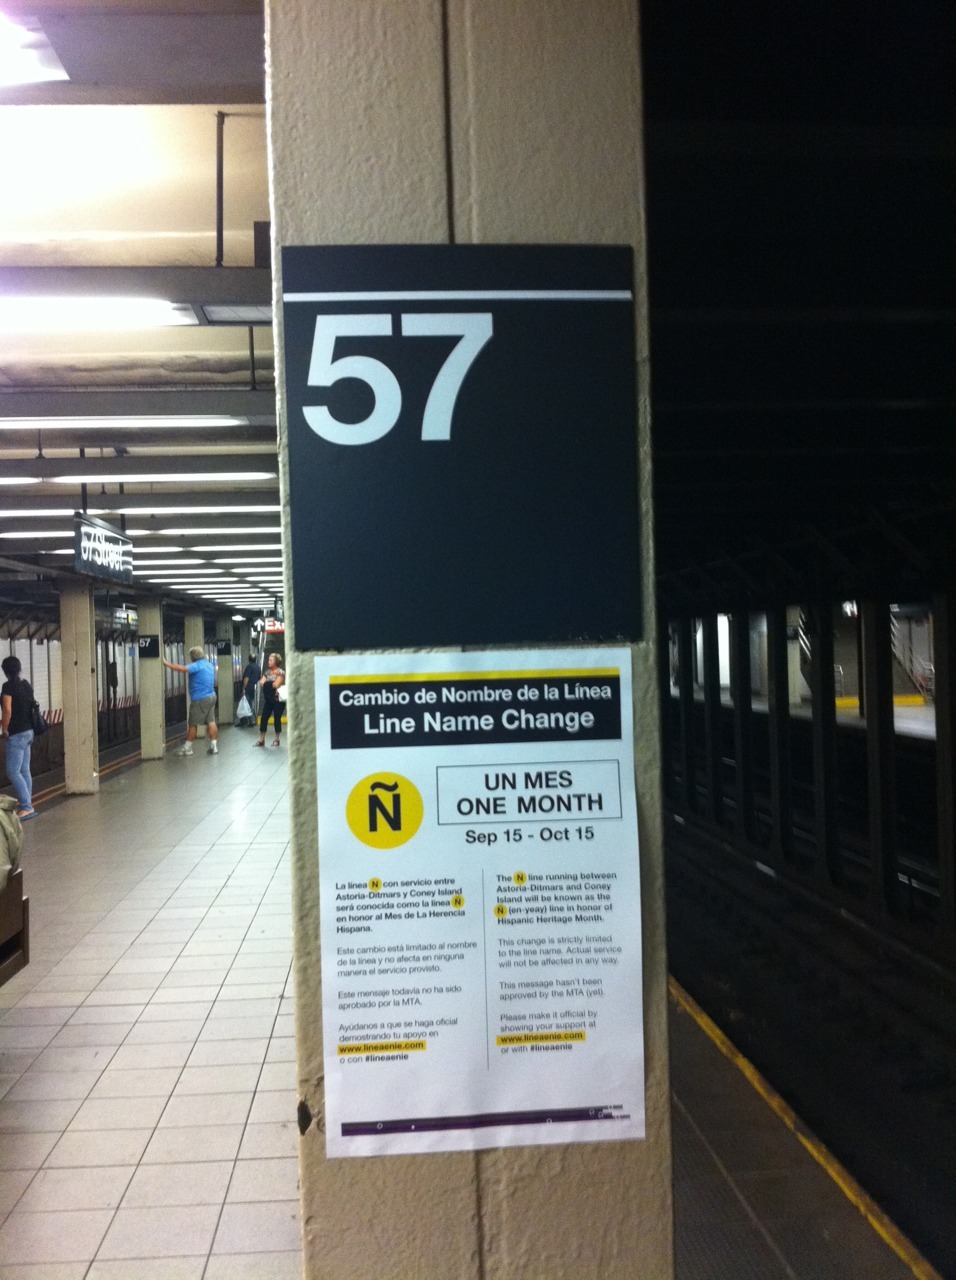 57
57 Street
57
57
Exi
Cambio de Nombre de la Línea
Line Name Change
Ñ
UN MES
ONE MONTH
Sep 15 - Oct 15
La línea N con servicio entre
Astoria-Ditmars y Coney Island
será conocida como la línea Ñ
en honor al Mes de La Herencia
Hispana.
Este cambio está limitado al nombre
de la línea y no afecta en ninguna
manera el servicio provisto.
Este mensaje todavía no ha sido
aprobado por la MTA.
Ayúdanos a que se haga oficial
demostrando tu apoyo en
www.lineaenie.com
o con #lineaenie
The N line running between
Astoria-Ditmars and Coney
Island will be known as the
Ñ (en-yeay) line in honor of
Hispanic Heritage Month.
This change is strictly limited
to the line name. Actual service
will not be affected in any way.
This message hasn't been
approved by the MTA (yet).
Please make it official by
showing your support at
www.lineaenie.com
or with #lineaenie